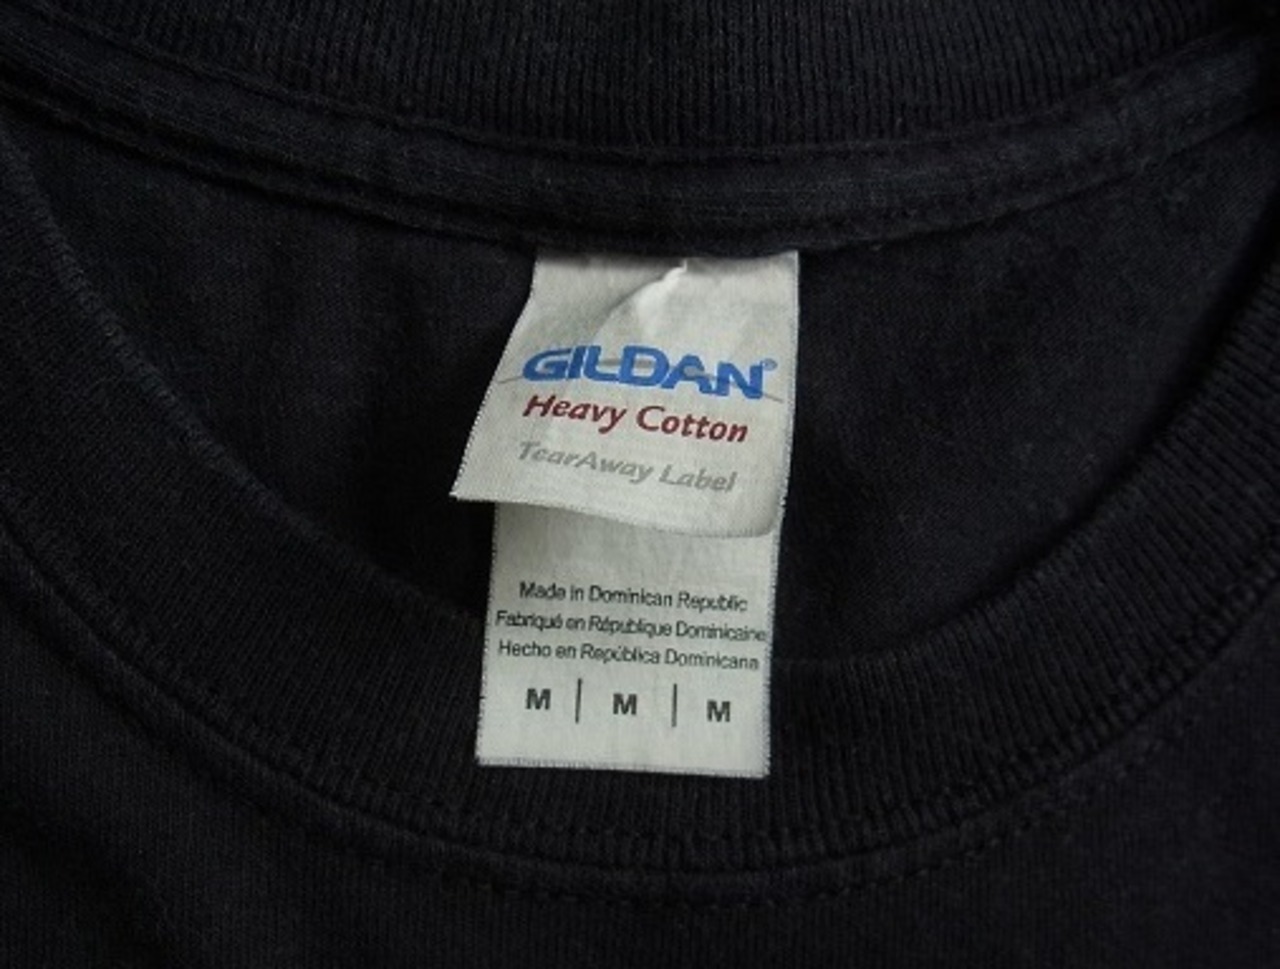 GILDAN®
Heavy Cotton
TearAway Label
Made in Dominican Republic
Fabriqué en République Dominicaine
Hecho en República Dominicana
M | M | M